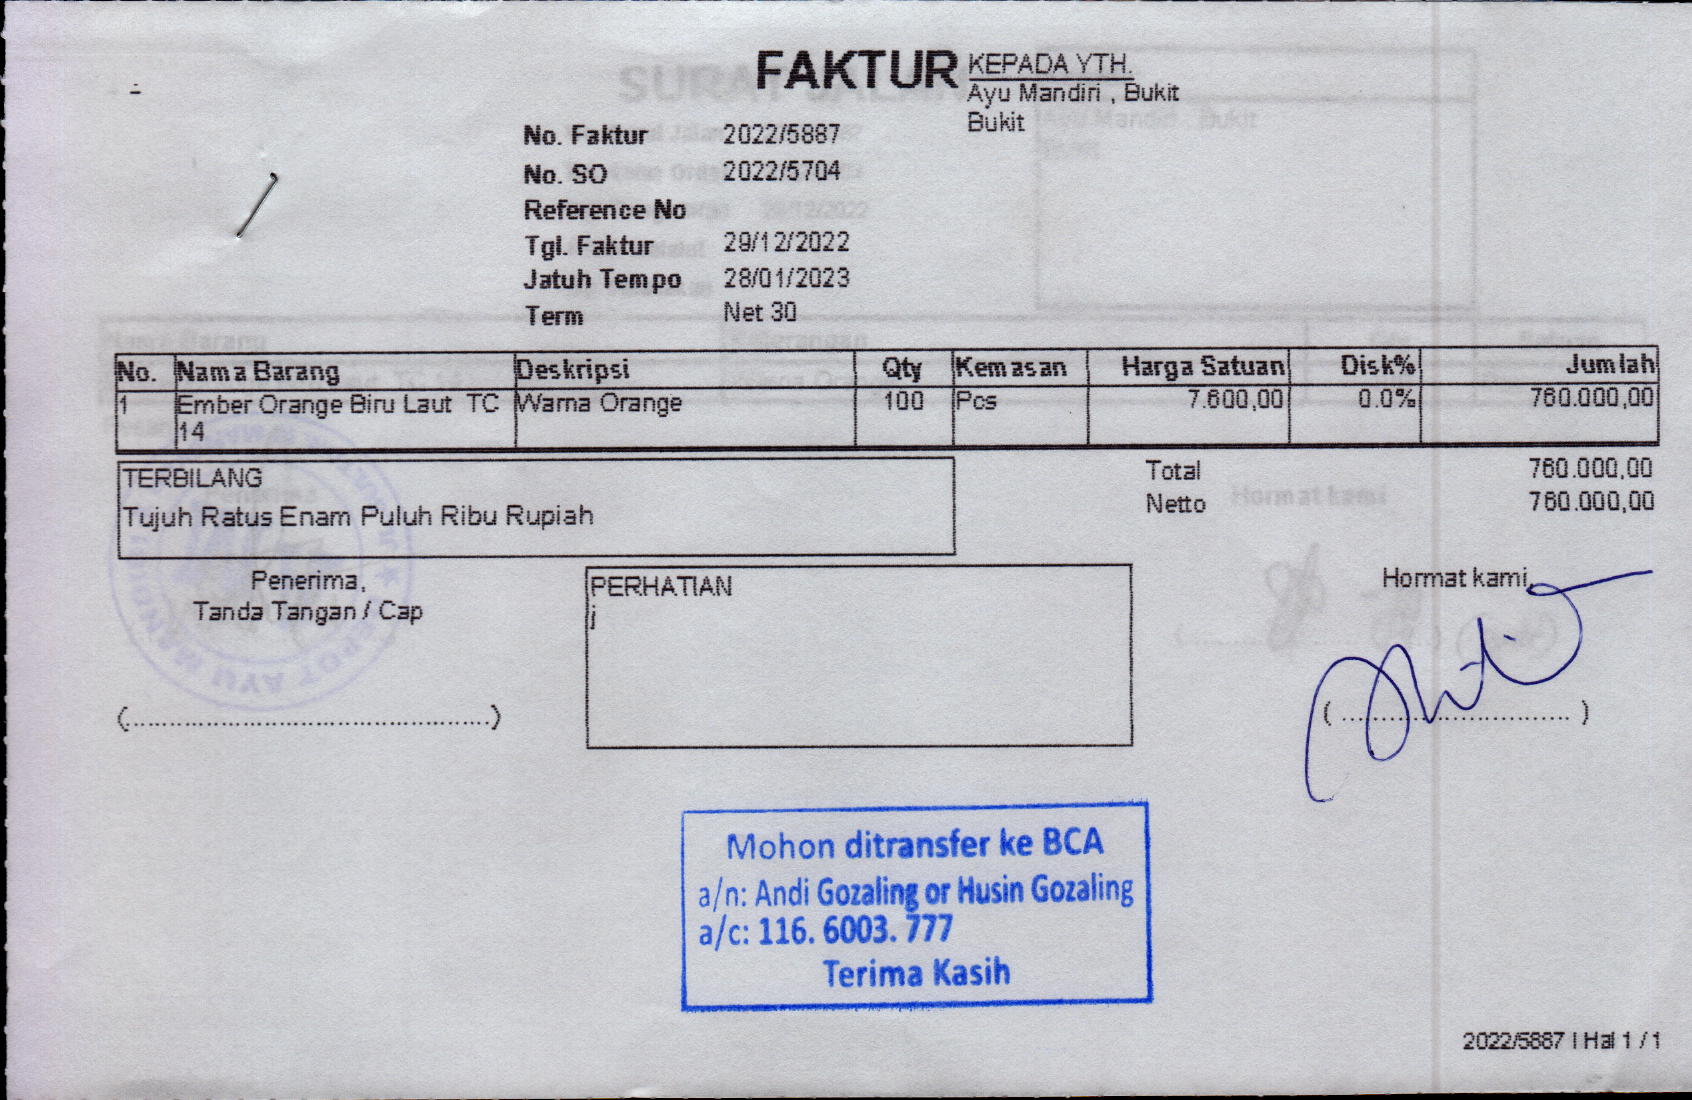 FAKTUR
KEPADA YTH.
Ayu Mandiri , Bukit
Bukit
No. Faktur 2022/5887
No. SO 2022/5704
Reference No
Tgl. Faktur 29/12/2022
Jatuh Tempo 28/01/2023
Term Net 30
No. Nama Barang Deskripsi Qty Kemasan Harga Satuan Disk% Jumlah
1 Ember Orange Biru Laut TC Warna Orange 100 Pcs 7.600,00 0.0% 760.000,00
14
TERBILANG
Tujuh Ratus Enam Puluh Ribu Rupiah
Total 760.000,00
Netto 760.000,00
Penerima,
Tanda Tangan / Cap
(................................................)
PERHATIAN
i
Hormat kami,
( .............................. )
Mohon ditransfer ke BCA
a/n: Andi Gozaling or Husin Gozaling
a/c: 116. 6003. 777
Terima Kasih
2022/5887 | Hal 1 / 1